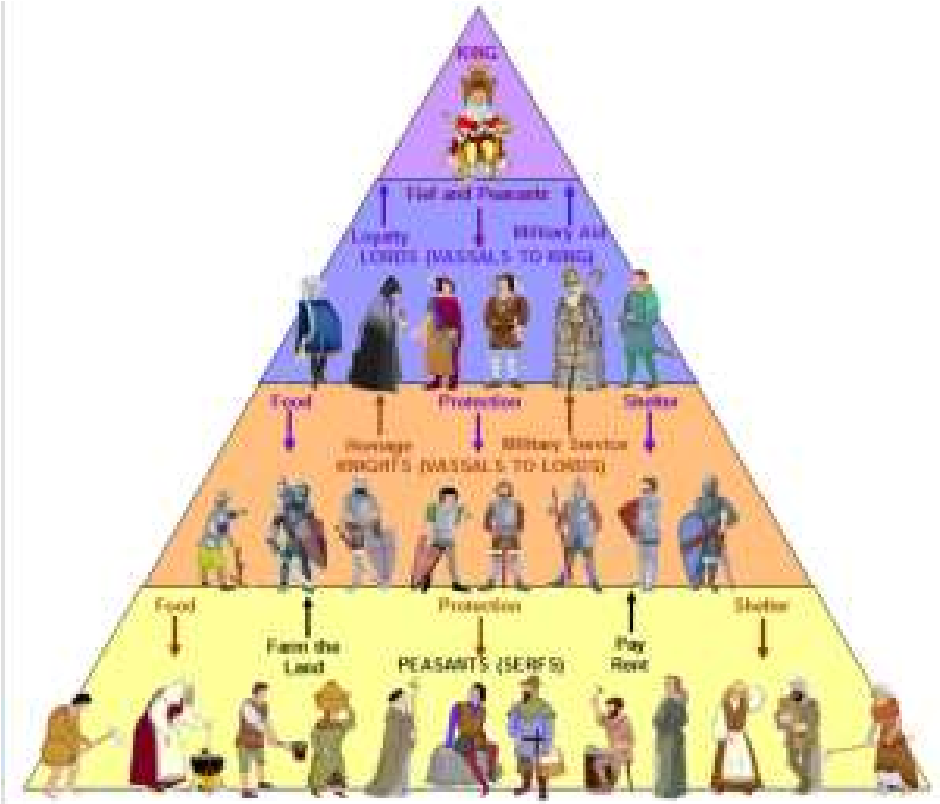 KING
Fief and Peasants
Loyalty
Military Aid
LORDS (VASSALS TO KING)
Food Protection Shelter
Homage Military Service
KNIGHTS (VASSALS TO LORDS)
Food Protection Shelter
Farm the
Land
Pay
Rent
PEASANTS (SERFS)